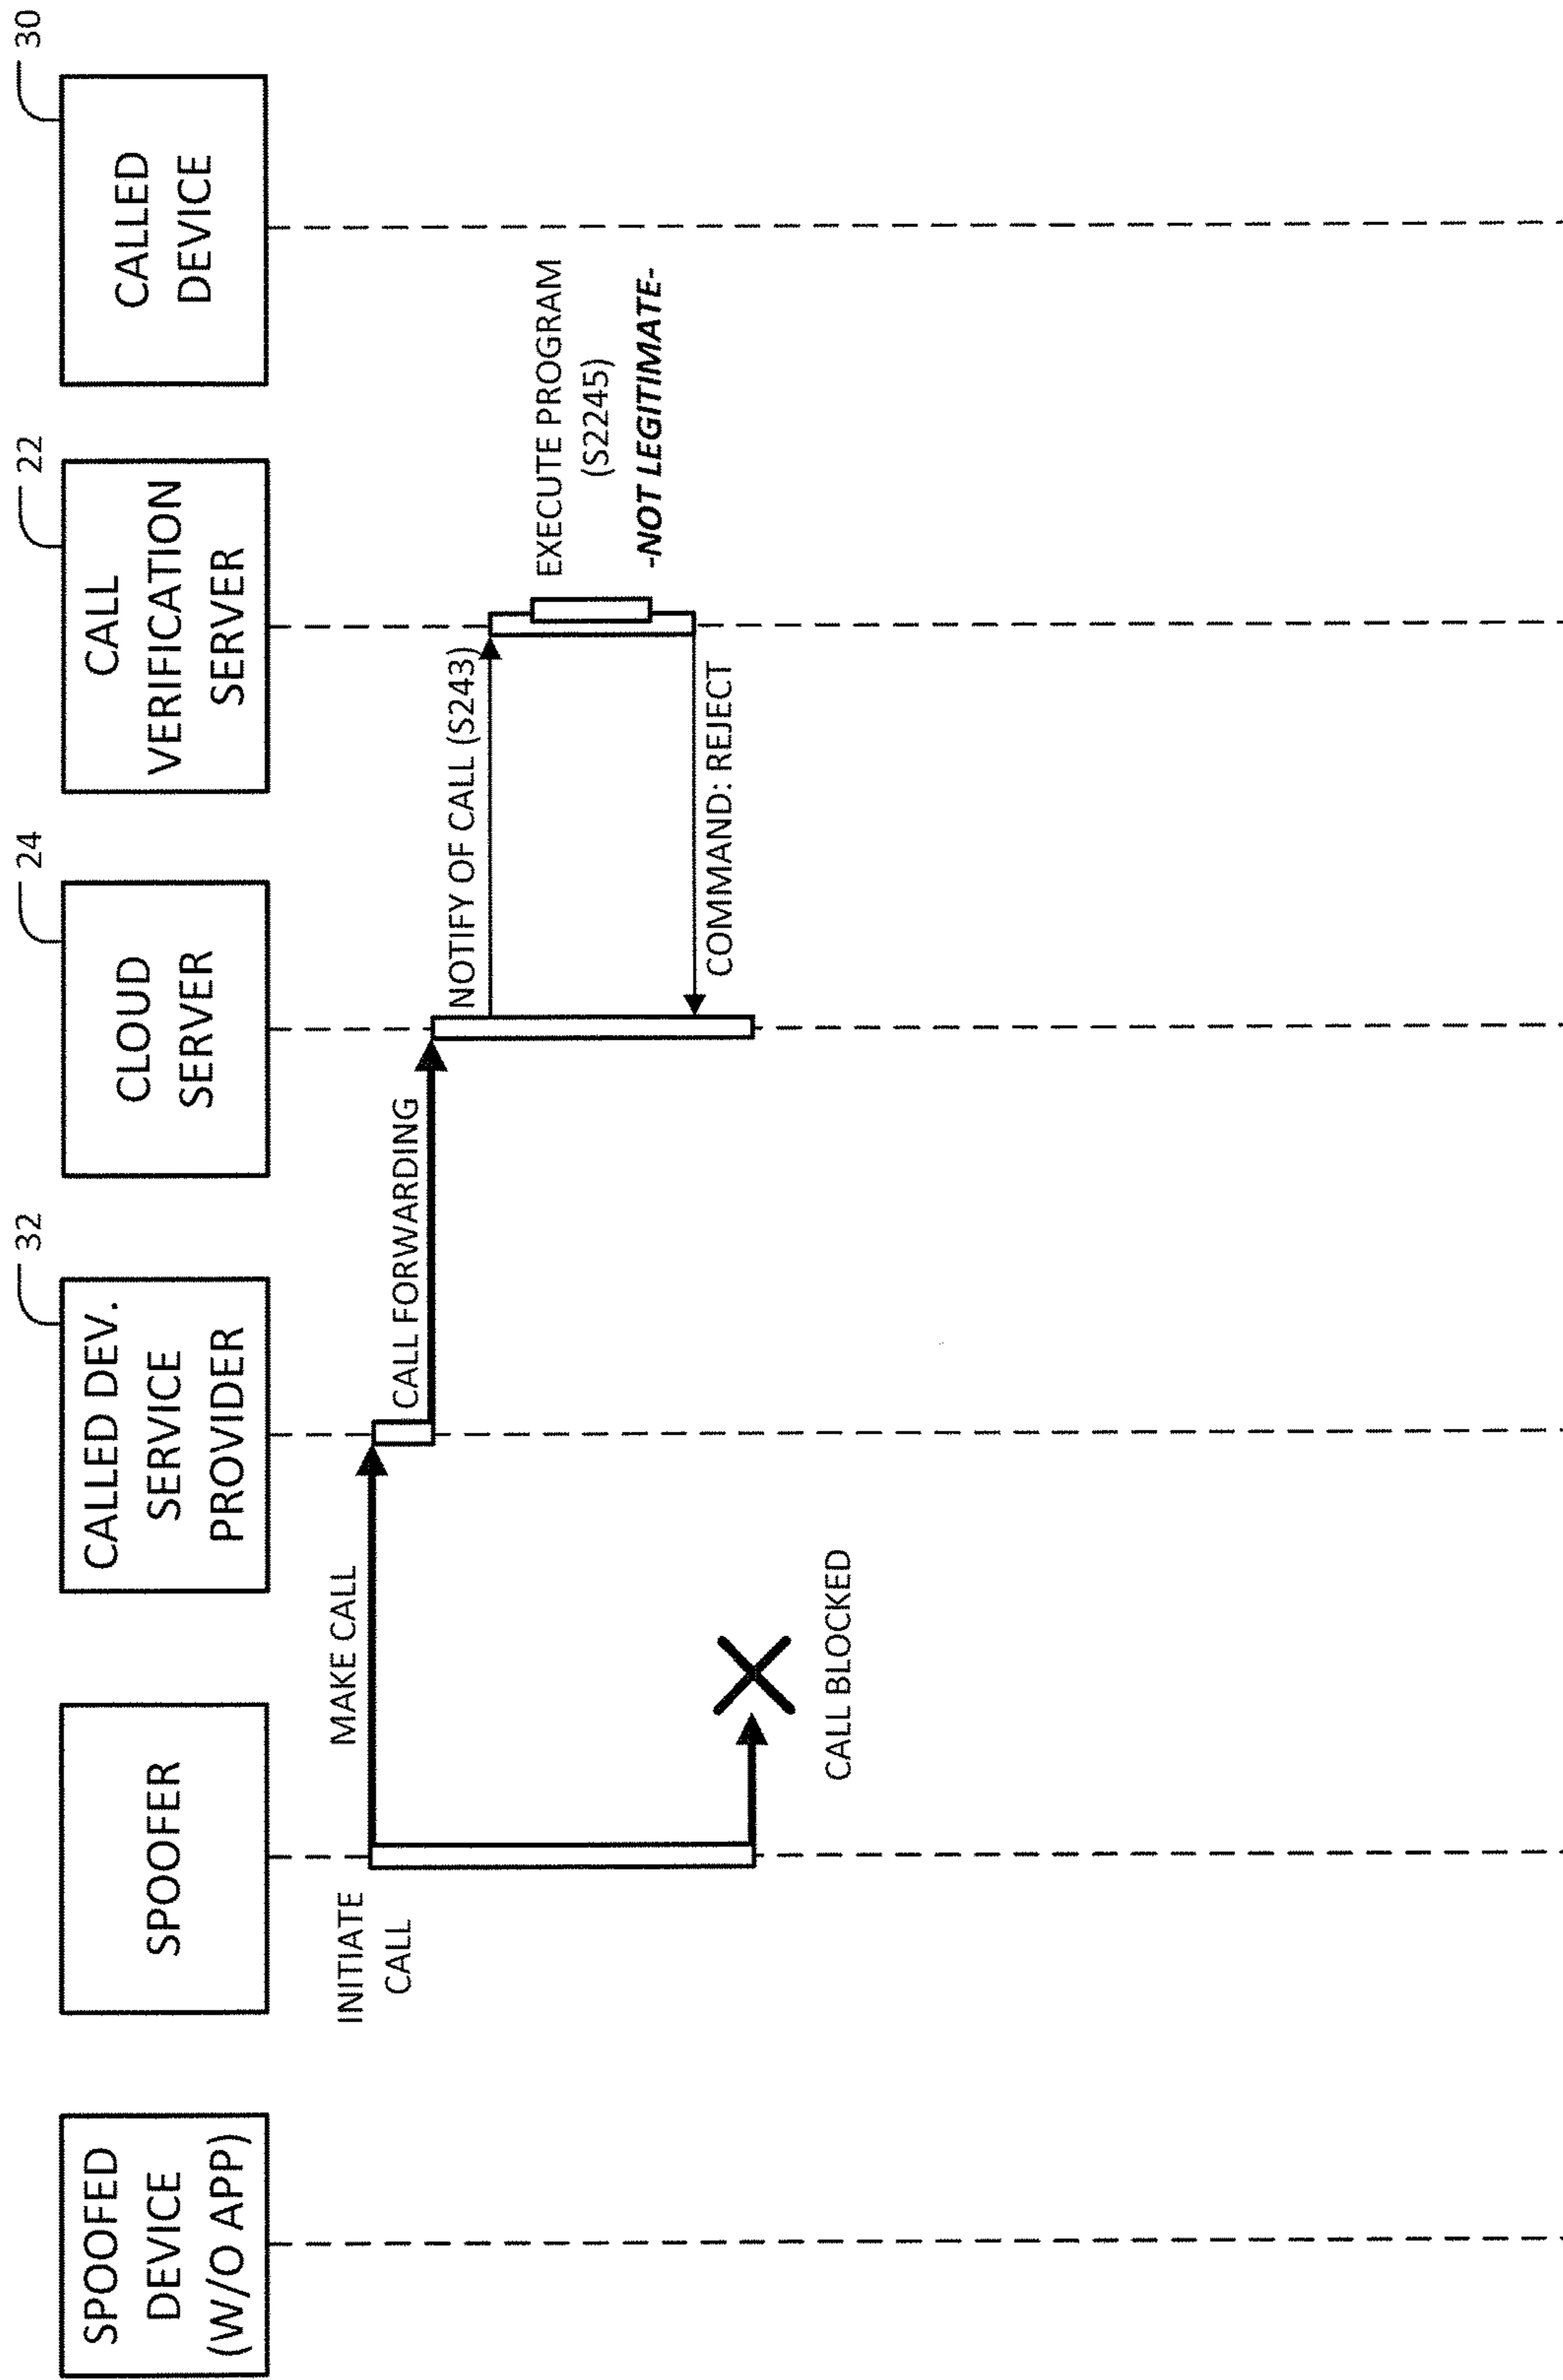 SPOOFED
DEVICE
(W/O APP)
SPOOFER
CALLED DEV.
SERVICE
PROVIDER
32
CLOUD
SERVER
24
CALL
VERIFICATION
SERVER
22
CALLED
DEVICE
30
INITIATE
CALL
MAKE CALL
CALL FORWARDING
NOTIFY OF CALL (S243)
EXECUTE PROGRAM
(S2245)
-NOT LEGITIMATE-
COMMAND: REJECT
CALL BLOCKED